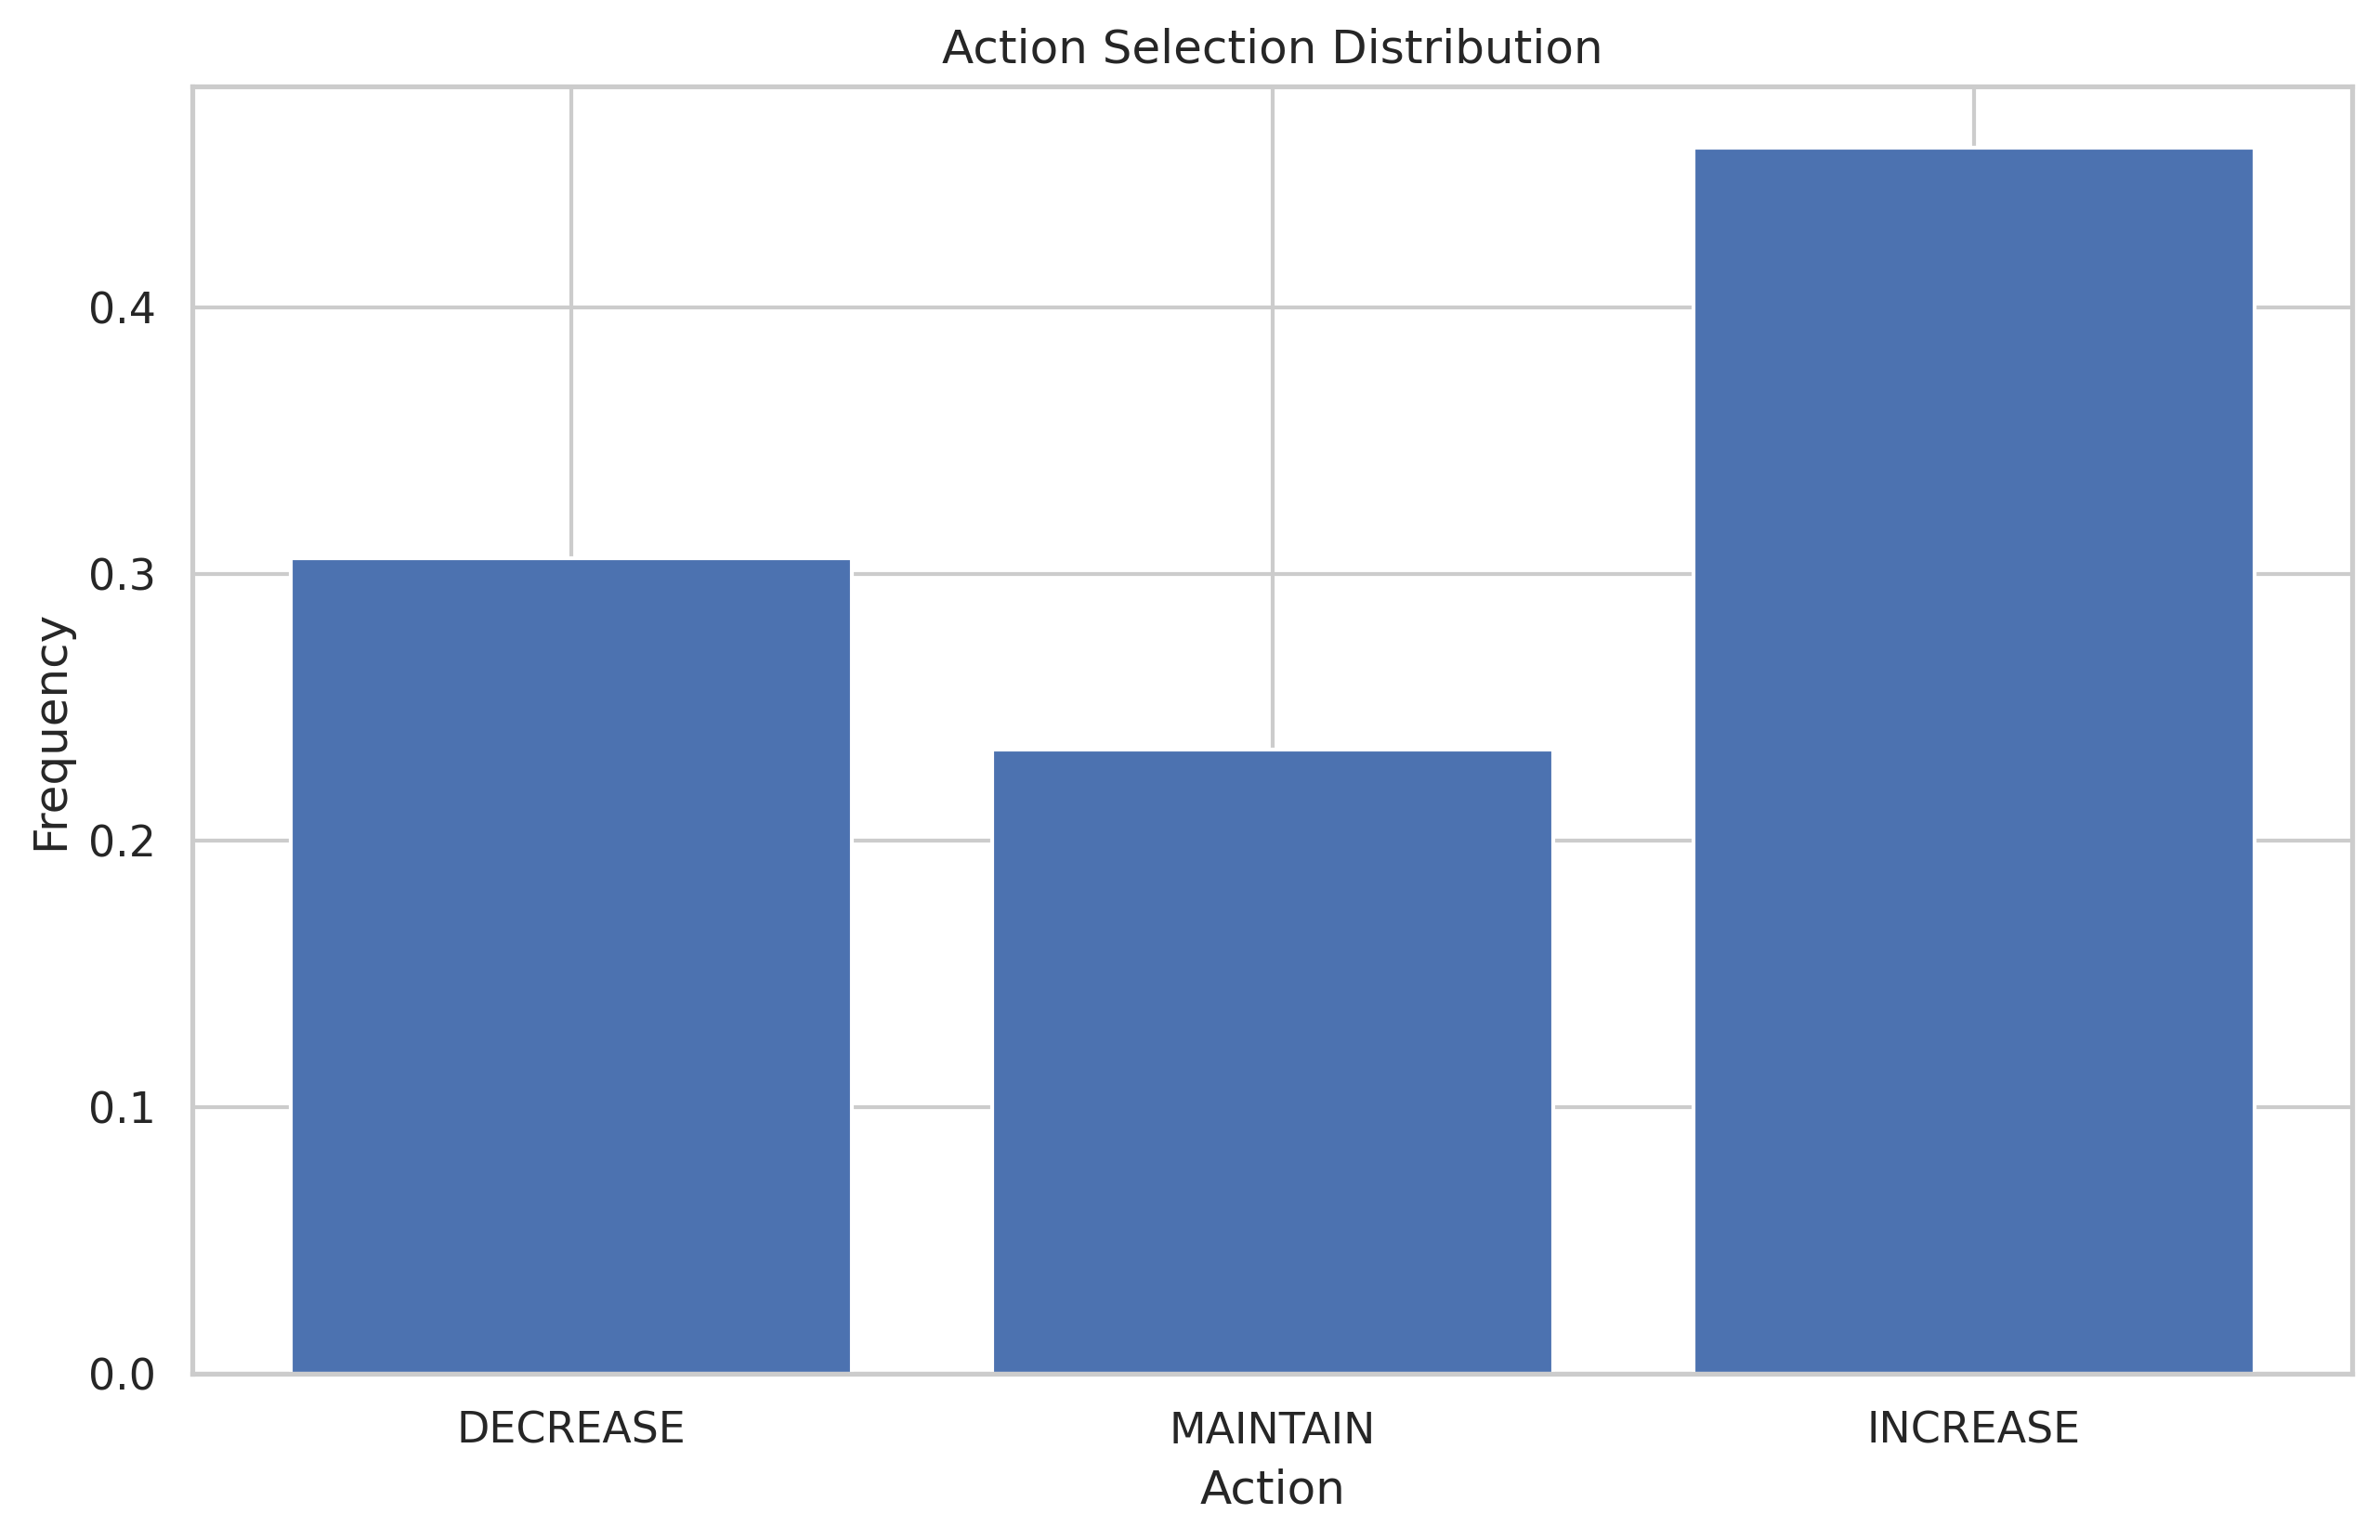 Action Selection Distribution
Frequency
0.4
0.3
0.2
0.1
0.0
DECREASE
MAINTAIN
INCREASE
Action